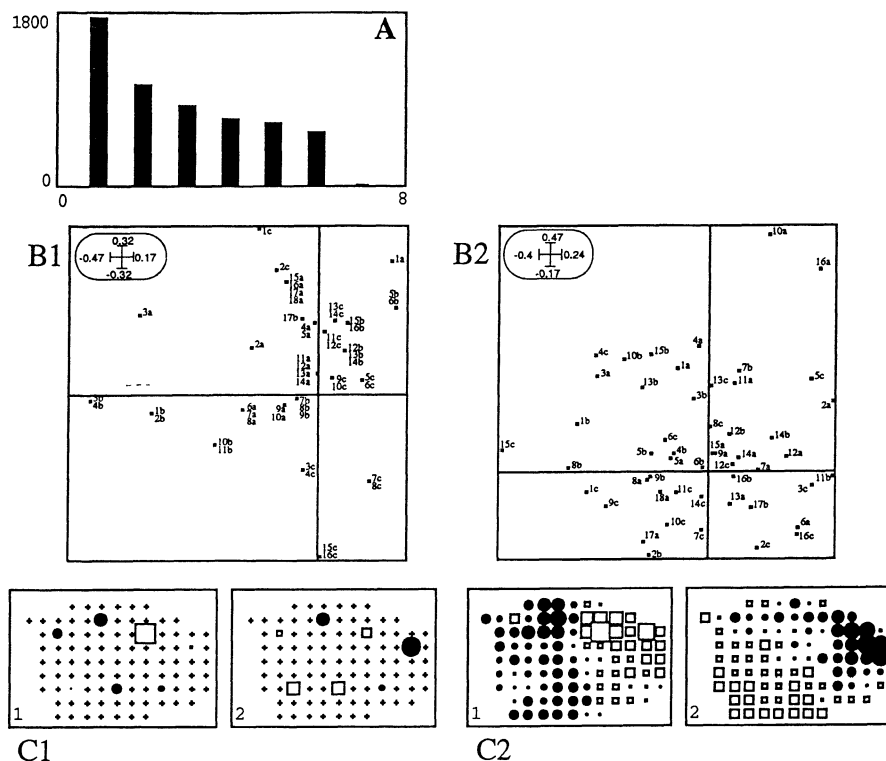 1800
A
0
0
8
B1
0.32
-0.47
0.17
-0.32
1c
2c
15a
16a
17a
18a
1a
3a
5b
6b
17b
4a
5a
13c
14c
15b
16b
11c
12c
2a
12b
13b
14b
11a
12a
13a
14a
9c
10c
5c
6c
3b
4b
1b
2b
6a
7a
8a
9a
10a
7b
8b
9b
10b
11b
3c
4c
7c
8c
15c
16c
B2
0.47
-0.4
0.24
-0.17
10a
16a
4a
4c
10b
15b
1a
7b
3a
13b
13c
11a
5c
3b
2a
1b
8c
12b
14b
6c
15a
15c
5b
4b
5a
9a
14a
12a
8b
6b
12c
7a
8a
9b
16b
11b
3c
1c
18a
11c
14c
9c
13a
17b
10c
7c
6a
16c
17a
2b
2c
1
2
1
2
C1
C2